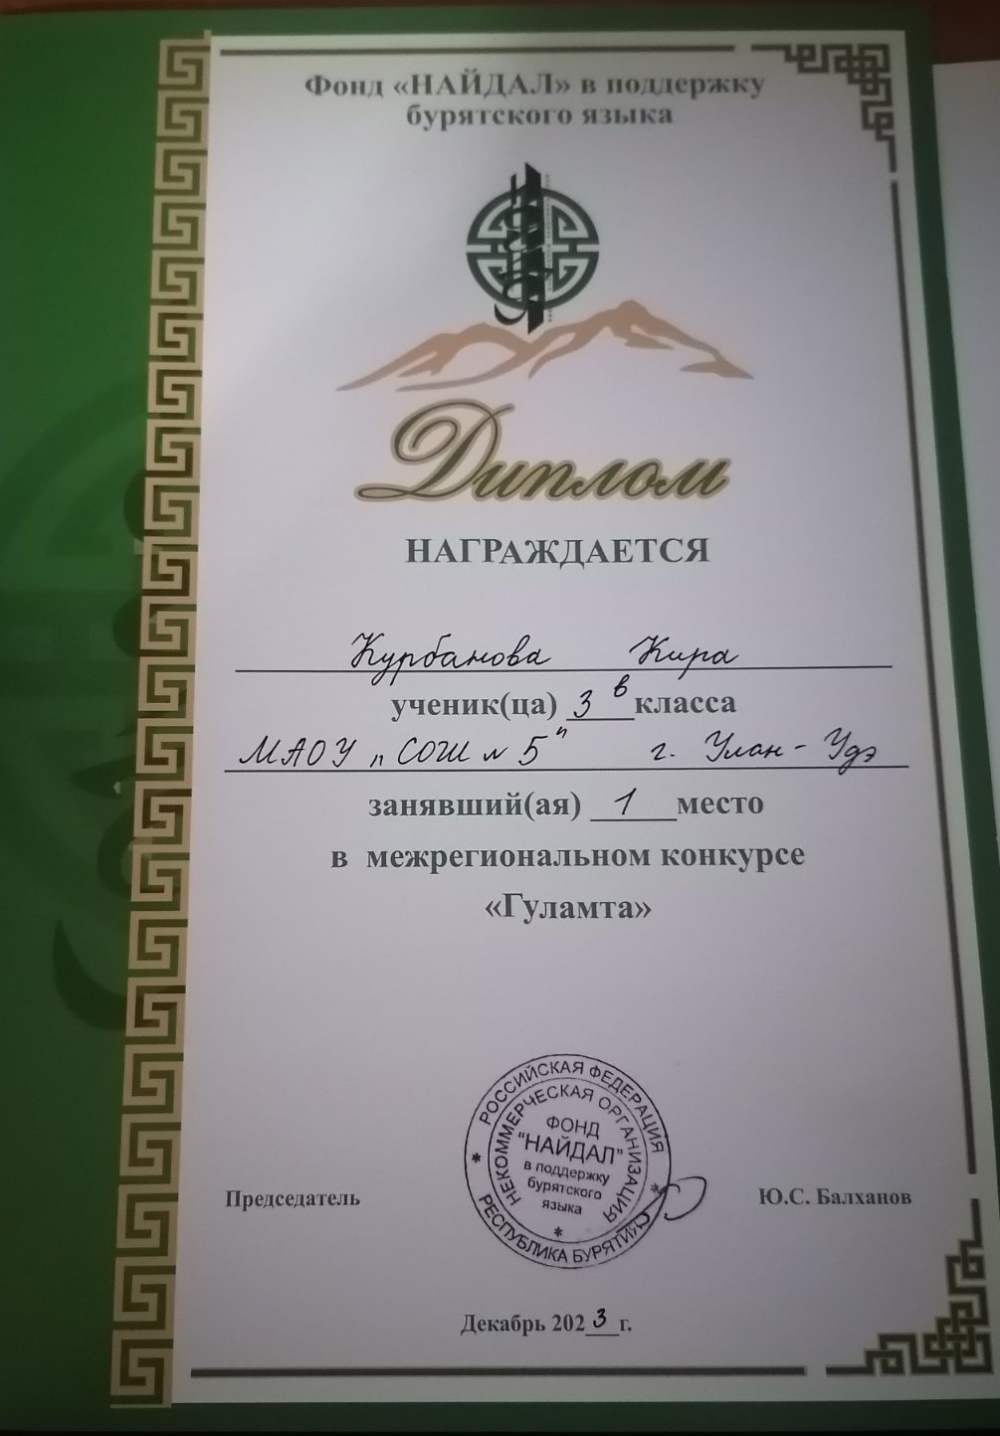 Фонд «НАЙДАЛ» в поддержку
бурятского языка
Диплом
НАГРАЖДАЕТСЯ
Курбанова Кира
ученик(ца) 3 в класса
МАОУ „СОШ № 5" г. Улан-Удэ
занявший(ая) 1 место
в межрегиональном конкурсе
«Гуламта»
РОССИЙСКАЯ ФЕДЕРАЦИЯ
НЕКОММЕРЧЕСКАЯ ОРГАНИЗАЦИЯ
ФОНД
"НАЙДАЛ"
в поддержку
бурятского
языка
РЕСПУБЛИКА БУРЯТИЯ
Председатель Ю.С. Балханов
Декабрь 2023 г.